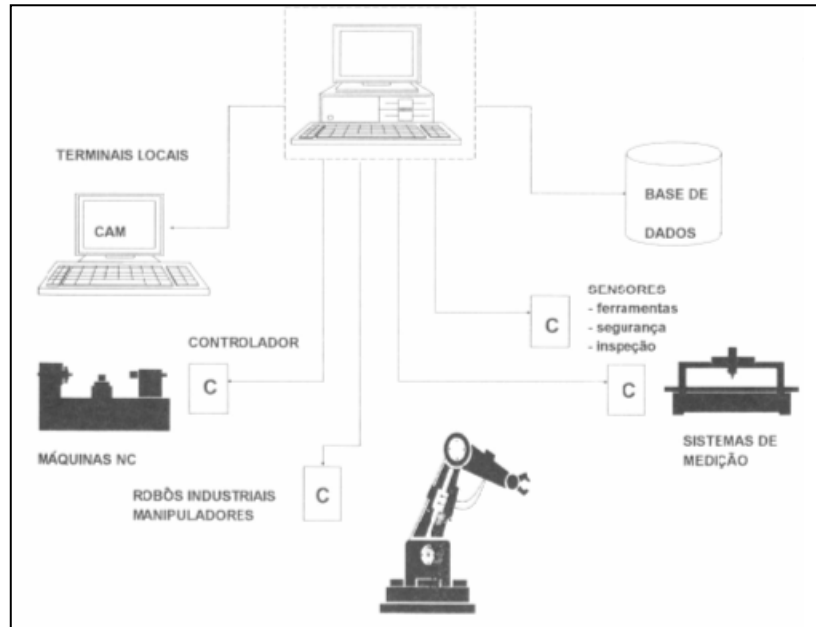 TERMINAIS LOCAIS
CAM
BASE DE
DADOS
SENSORES
- ferramentas
- segurança
- inspeção
C
CONTROLADOR
C
C
MÁQUINAS NC
SISTEMAS DE
MEDIÇÃO
ROBÔS INDUSTRIAIS
MANIPULADORES
C